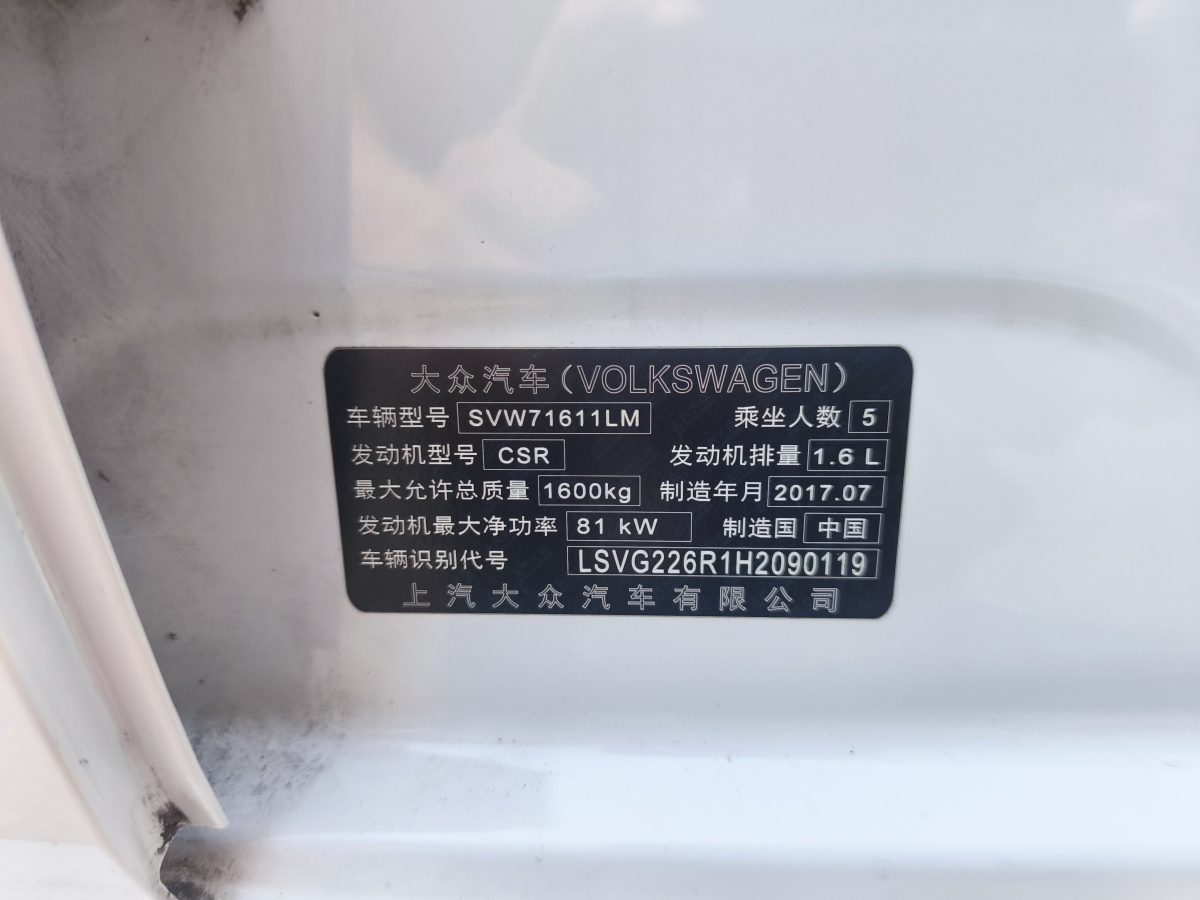 大众汽车(VOLKSWAGEN)
车辆型号 SVW71611LM 乘坐人数 5
发动机型号 CSR 发动机排量 1.6 L
最大允许总质量 1600kg 制造年月 2017.07
发动机最大净功率 81 kW 制造国 中国
车辆识别代号 LSVG226R1H2090119
上汽大众汽车有限公司